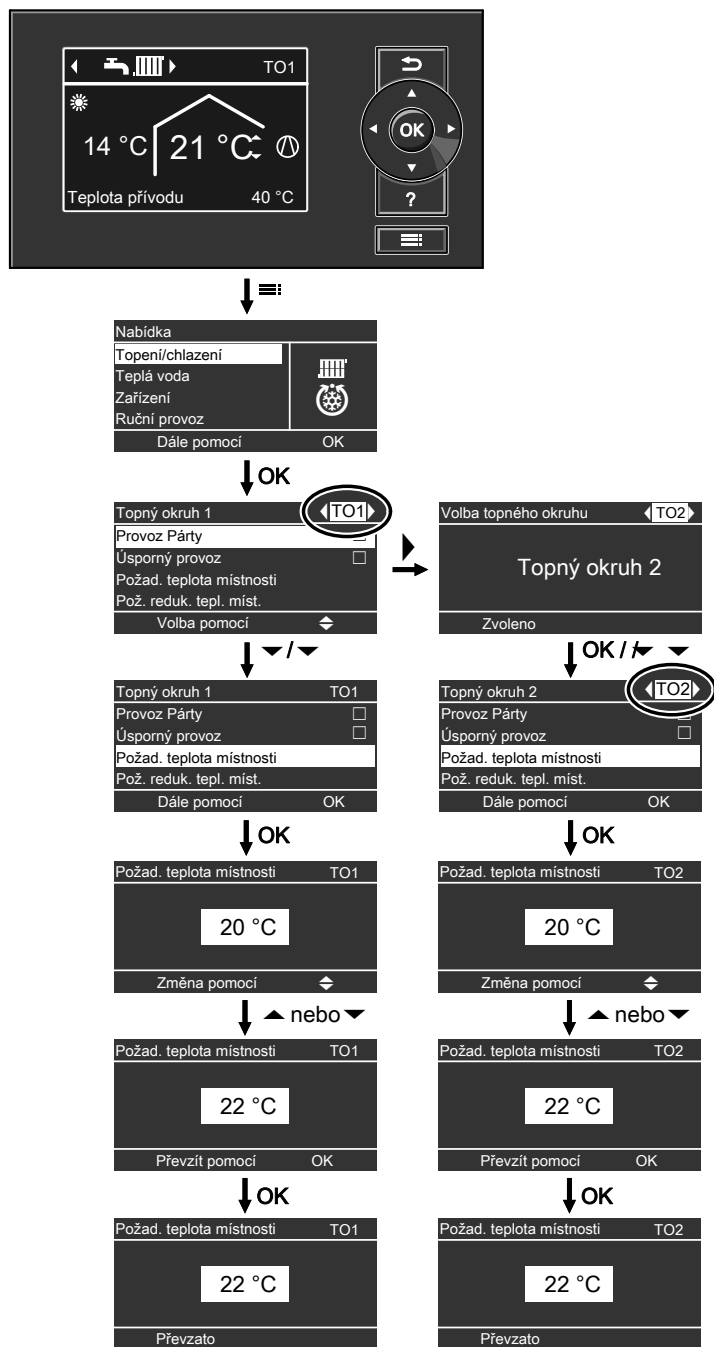 TO1
14 °C 21 °C
Teplota přívodu 40 °C
OK
?
Nabídka
Topení/chlazení
Teplá voda
Zařízení
Ruční provoz
Dále pomocí OK
OK
Topný okruh 1 TO1
Provoz Párty
Úsporný provoz
Požad. teplota místnosti
Pož. reduk. tepl. míst.
Volba pomocí
Volba topného okruhu TO2
Topný okruh 2
Zvoleno
/
OK /
Topný okruh 1 TO1
Provoz Párty
Úsporný provoz
Požad. teplota místnosti
Pož. reduk. tepl. míst.
Dále pomocí OK
Topný okruh 2 TO2
Provoz Párty
Úsporný provoz
Požad. teplota místnosti
Pož. reduk. tepl. míst.
Dále pomocí OK
OK
OK
Požad. teplota místnosti TO1
20 °C
Změna pomocí
Požad. teplota místnosti TO2
20 °C
Změna pomocí
nebo
nebo
Požad. teplota místnosti TO1
22 °C
Převzít pomocí OK
Požad. teplota místnosti TO2
22 °C
Převzít pomocí OK
OK
OK
Požad. teplota místnosti TO1
22 °C
Převzato
Požad. teplota místnosti TO2
22 °C
Převzato